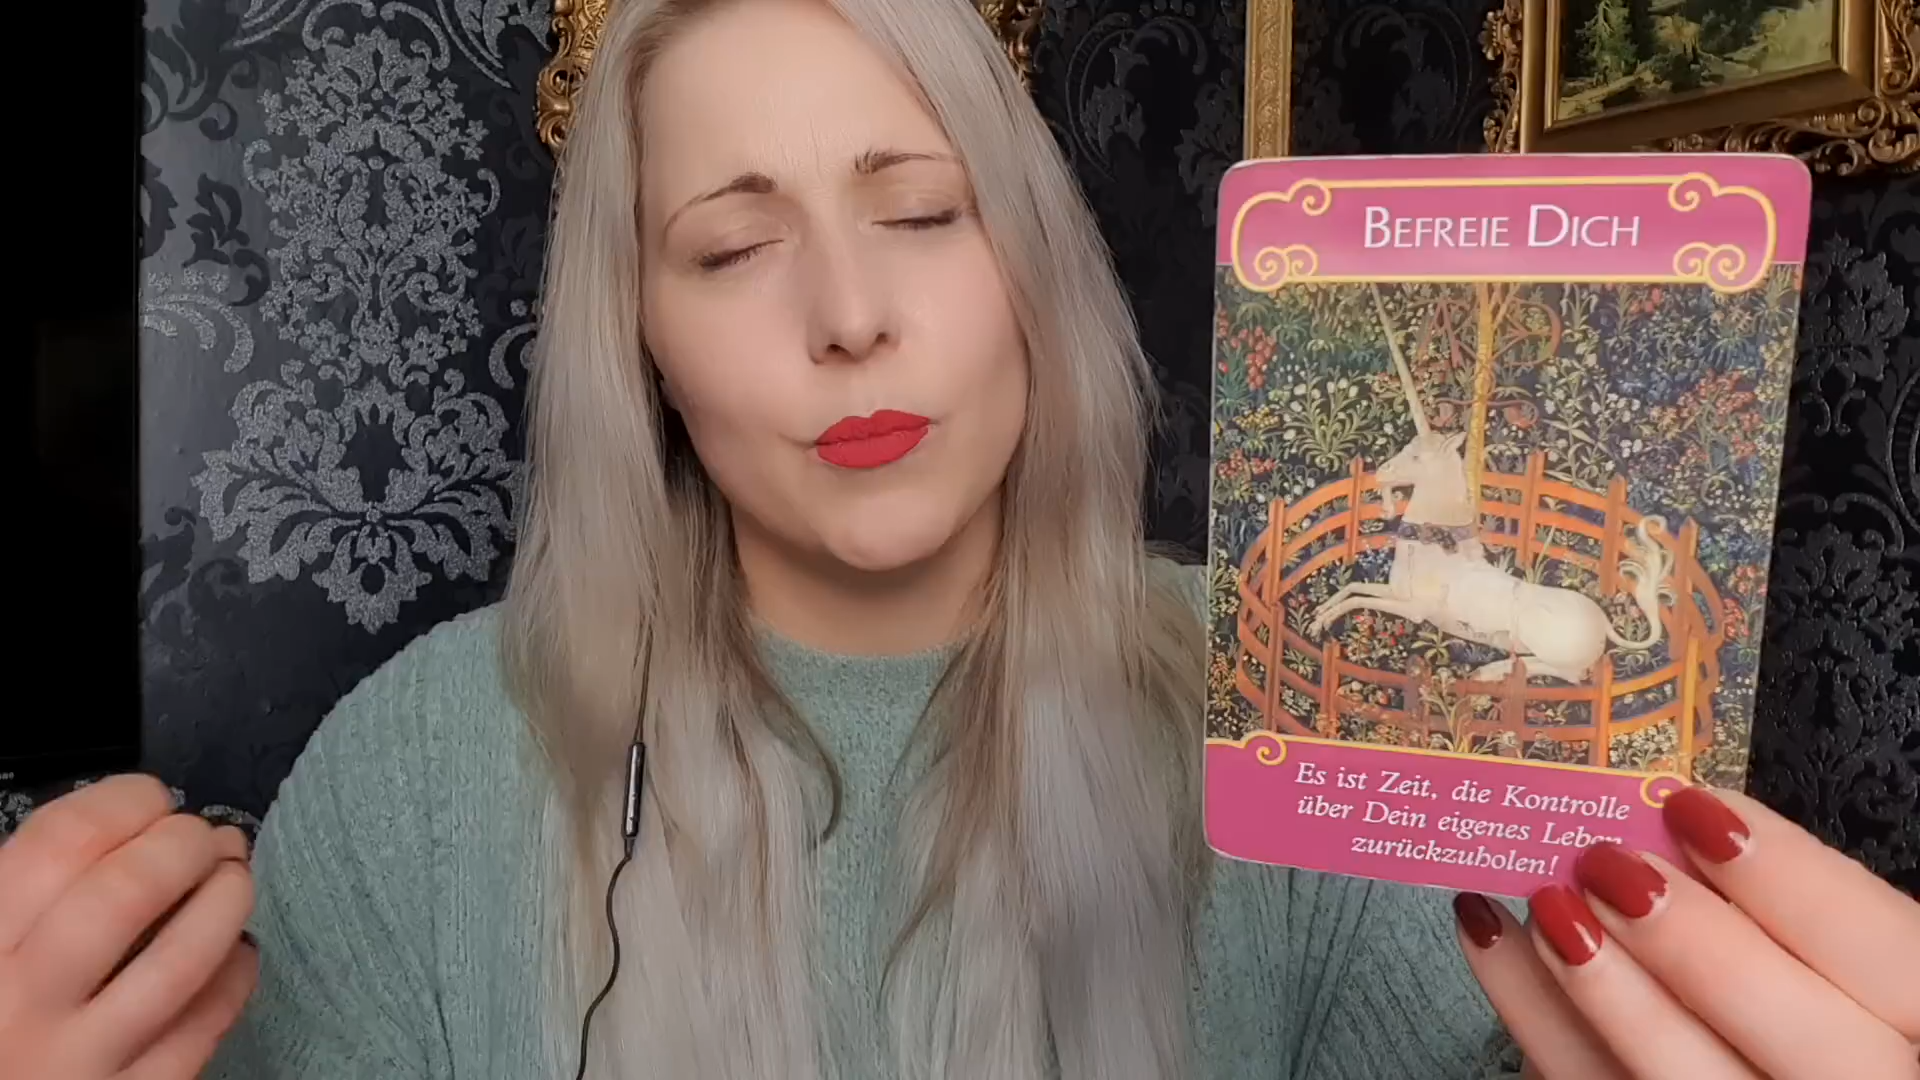 BEFREIE DICH
Es ist Zeit, die Kontrolle
über Dein eigenes Leben
zurückzuholen!